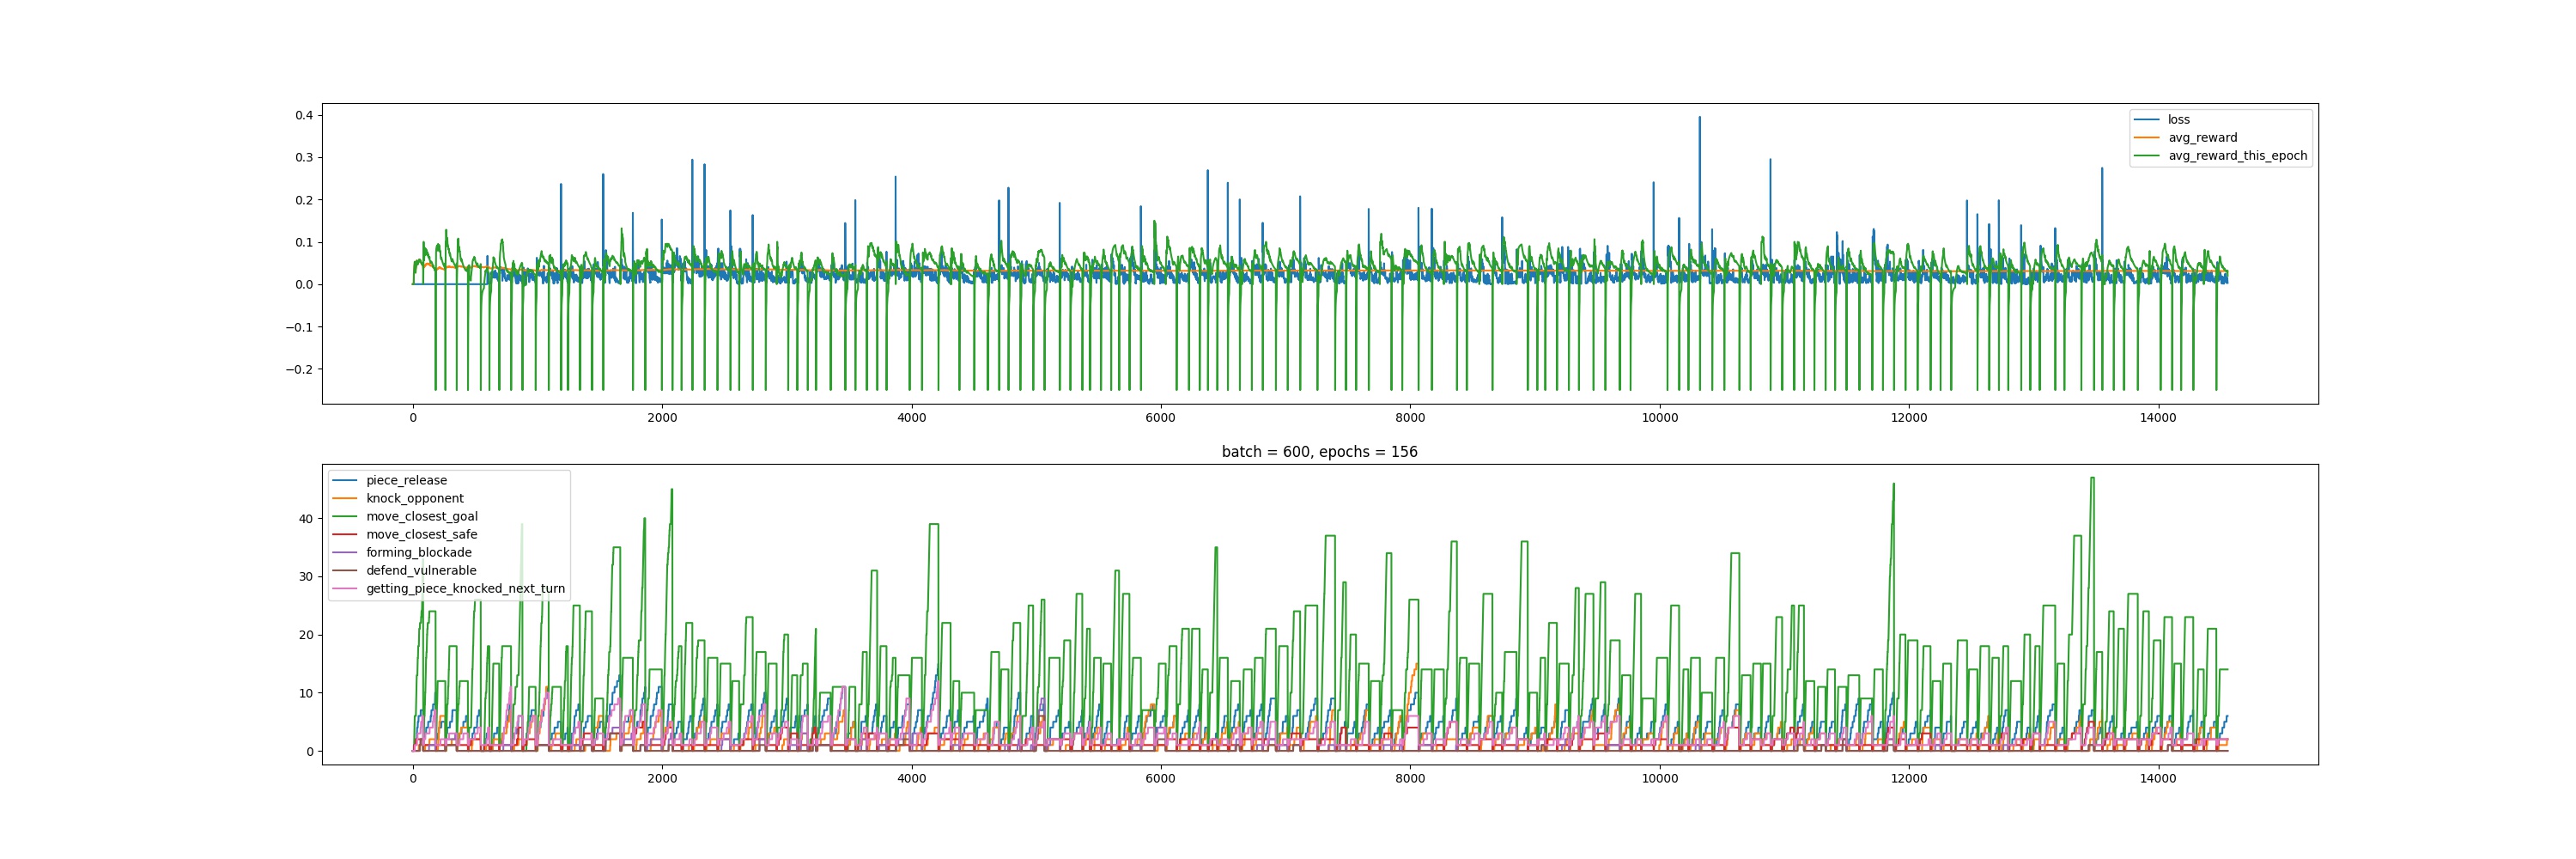 0.4
0.3
0.2
0.1
0.0
−0.1
−0.2
loss
avg_reward
avg_reward_this_epoch
0 2000 4000 6000 8000 10000 12000 14000
batch = 600, epochs = 156
piece_release
knock_opponent
move_closest_goal
move_closest_safe
forming_blockade
defend_vulnerable
getting_piece_knocked_next_turn
40
30
20
10
0
0 2000 4000 6000 8000 10000 12000 14000